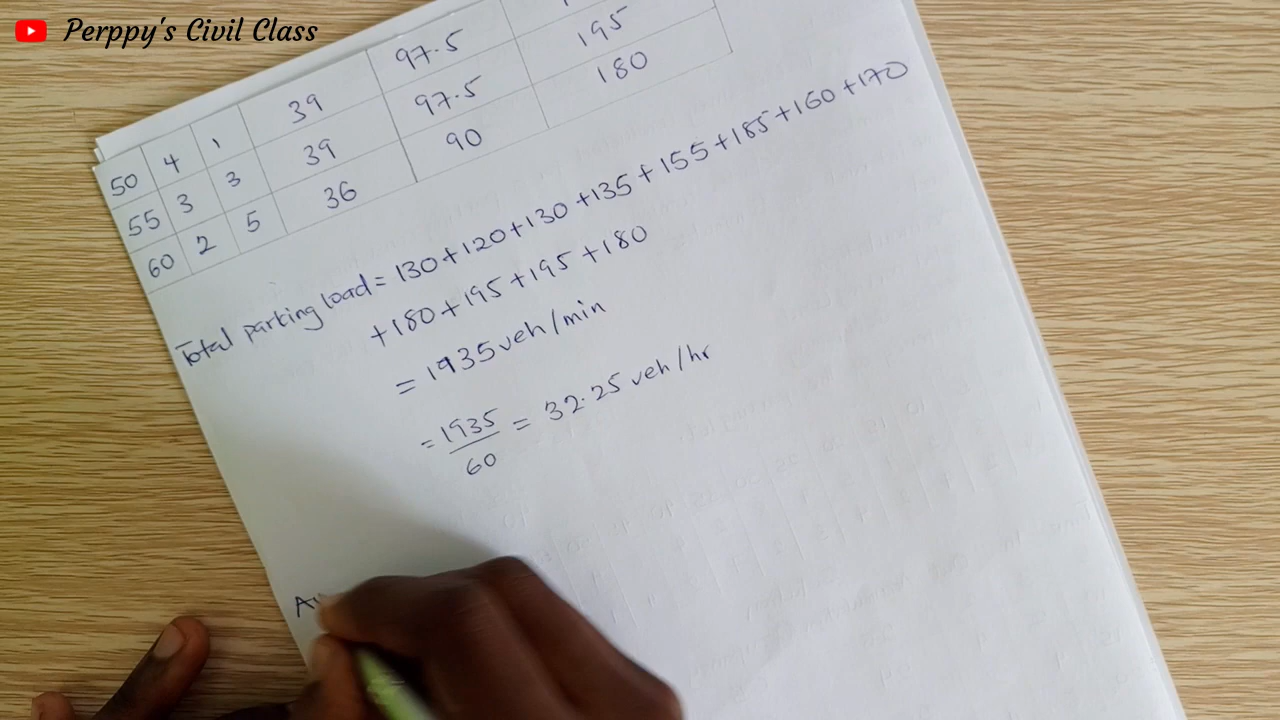 Perppy's Civil Class
50 4 1 39 97.5
55 3 3 39 97.5 195
60 2 5 36 90 180
Total parking load = 130+120+130+135+155+185+160+170
+180+195+195+180
= 1935 veh/min
= 1935/60 = 32.25 veh/hr